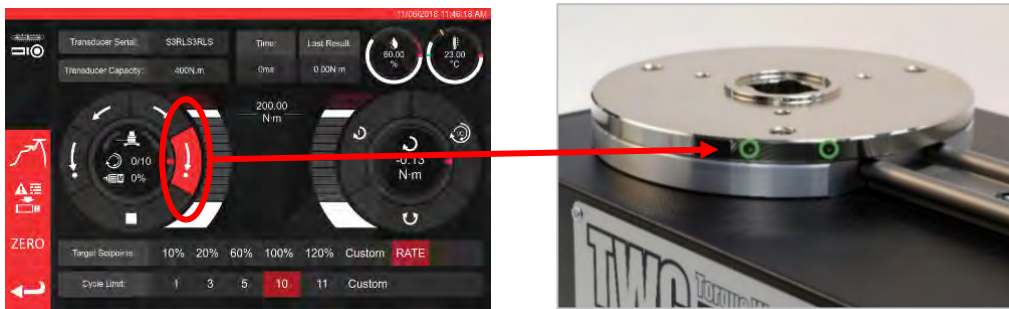 11/06/2018 11:46:18 AM
Transducer Serial: S3RLS3RLS Time: Last Result:
60.00
%
23.00
°C
Transducer Capacity: 400N.m 0ms 0.00N.m
200.00
N·m
0/10
0%
-0.13
N·m
ZERO
Target Setpoints 10% 20% 60% 100% 120% Custom RATE
Cycle Limit: 1 3 5 10 11 Custom
TWC